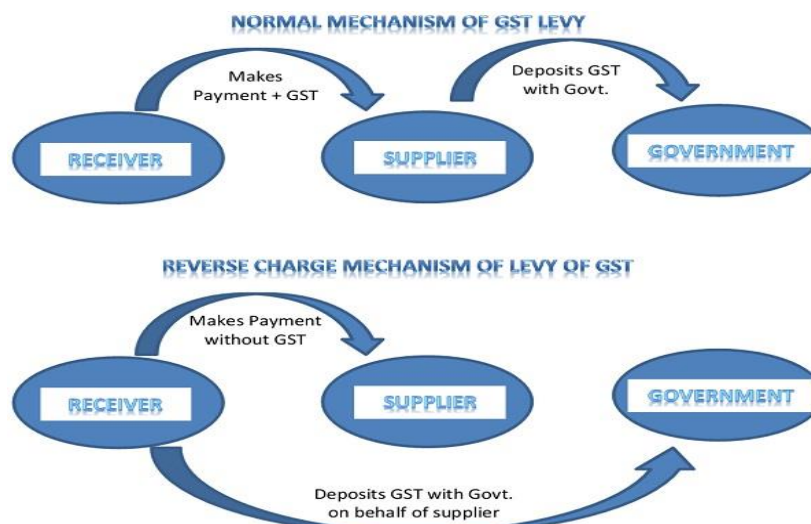 NORMAL MECHANISM OF GST LEVY
Makes
Payment + GST
Deposits GST
with Govt.
RECEIVER
SUPPLIER
GOVERNMENT
REVERSE CHARGE MECHANISM OF LEVY OF GST
Makes Payment
without GST
RECEIVER
SUPPLIER
GOVERNMENT
Deposits GST with Govt.
on behalf of supplier